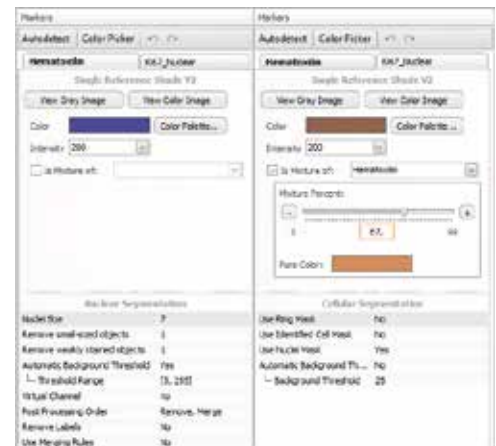 Markers
Autodetect Color Picker
Hematoxilin Ki67_Nuclear
Single Reference Shade V2
View Grey Image View Color Image
Color Color Palette...
Intensity 200
Is Mixture of:
Nuclear Segmentation
Nuclei Size 7
Remove small-sized objects 1
Remove weakly stained objects 1
Automatic Background Threshold Yes
Threshold Range [5, 255]
Virtual Channel No
Post Processing Order Remove, Merge
Remove Labels No
Use Merging Rules No
Markers
Autodetect Color Picker
Hematoxilin Ki67_Nuclear
Single Reference Shade V2
View Gray Image View Color Image
Color Color Palette ...
Intensity 200
Is Mixture of: Hematoxilin
Mixture Percent:
1 67, 99
Pure Color:
Cellular Segmentation
Use Ring Mask No
Use Identified Cell Mask No
Use Nuclei Mask Yes
Automatic Background Th... No
Background Threshold 25